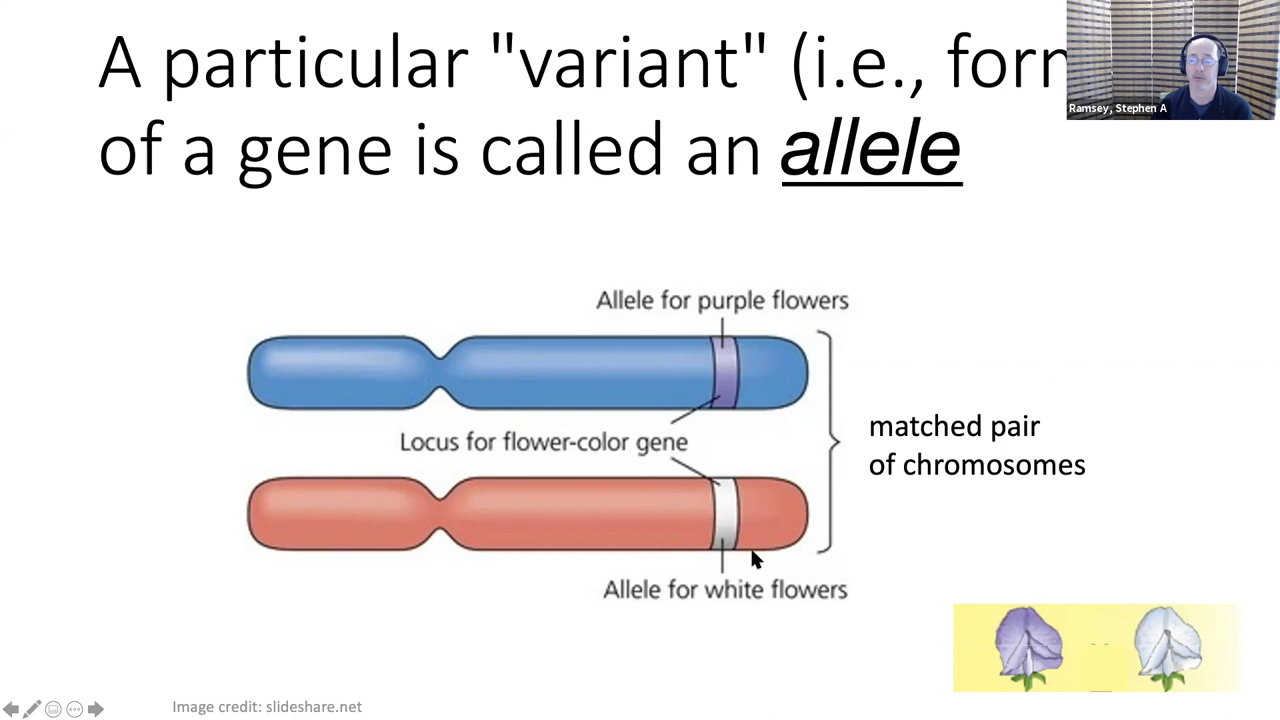 A particular "variant" (i.e., form
of a gene is called an allele
Ramsey, Stephen A
Allele for purple flowers
Locus for flower-color gene
matched pair
of chromosomes
Allele for white flowers
Image credit: slideshare.net